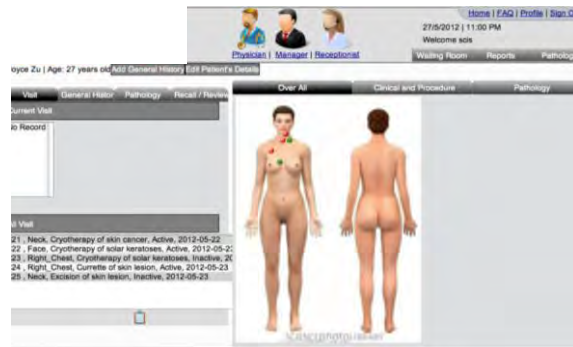 Home | FAQ | Profile | Sign O
27/5/2012 | 11:00 PM
Welcome scis
Physician | Manager | Receptionist
Waiting Room Reports Patholog
oyce Zu | Age: 27 years old Add General History Edit Patient's Details
Visit General Histor Pathology Recall / Review
Over All Clinical and Procedure Pathology
Current Visit
No Record
d Visit
21 , Neck, Cryotherapy of skin cancer, Active, 2012-05-22
22 , Face, Cryotherapy of solar keratoses, Active, 2012-05-22
23 , Right_Chest, Cryotherapy of solar keratoses, Inactive, 20
24 , Right_Chest, Currette of skin lesion, Active, 2012-05-23
25 , Neck, Excision of skin lesion, Inactive, 2012-05-23